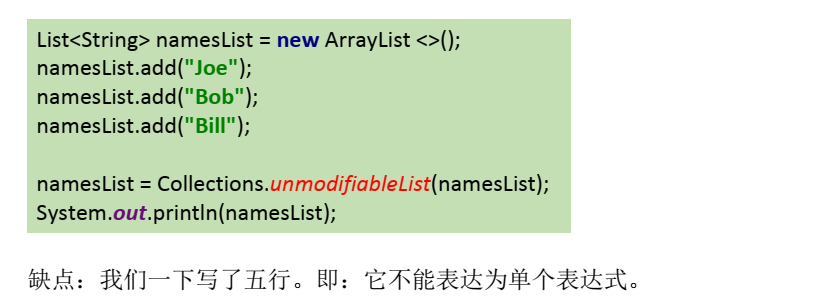 List<String> namesList = new ArrayList <>();
namesList.add("Joe");
namesList.add("Bob");
namesList.add("Bill");
namesList = Collections.unmodifiableList(namesList);
System.out.println(namesList);
缺点：我们一下写了五行。即：它不能表达为单个表达式。